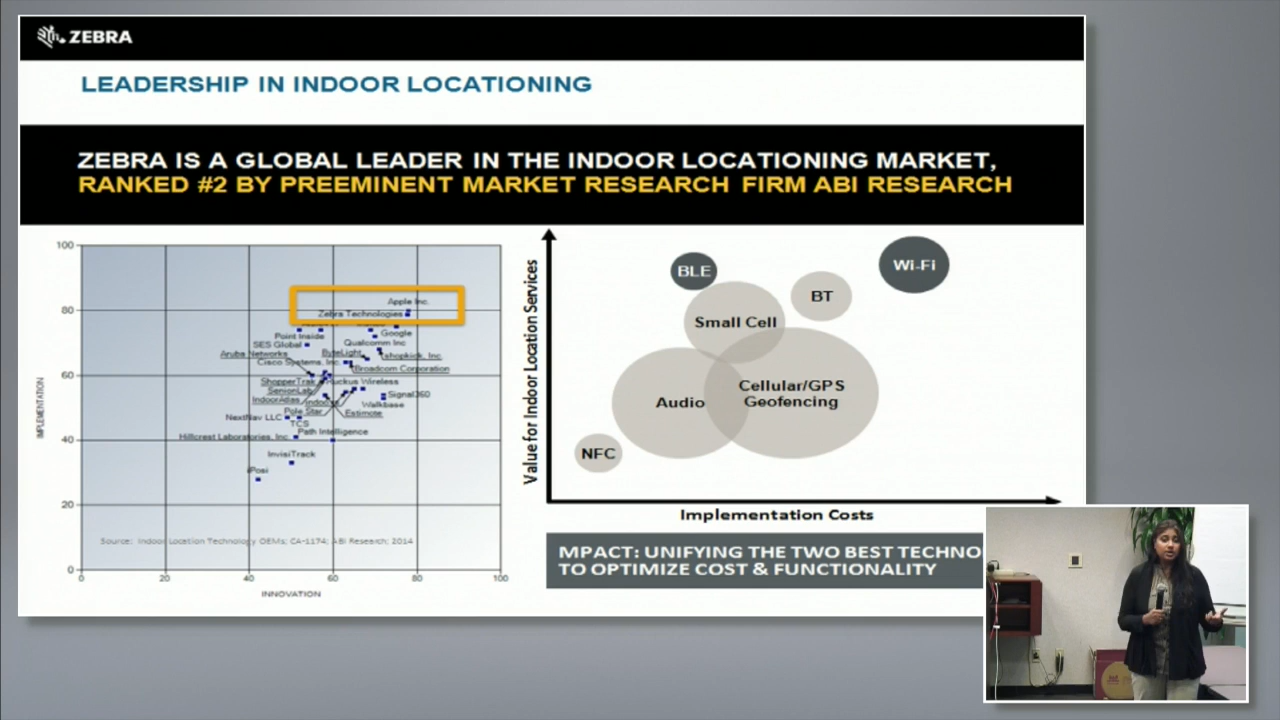 ZEBRA
LEADERSHIP IN INDOOR LOCATIONING
ZEBRA IS A GLOBAL LEADER IN THE INDOOR LOCATIONING MARKET,
RANKED #2 BY PREEMINENT MARKET RESEARCH FIRM ABI RESEARCH
100
80
60
40
20
0
IMPLEMENTATION
Apple Inc.
Zebra Technologies
Google
Point Inside
Qualcomm Inc
SES Global
Aruba Networks
ByteLight
shopkick, Inc.
Cisco Systems, Inc.
Broadcom Corporation
ShopperTrak
Ruckus Wireless
SenionLab
Signal360
IndoorAtlas
Walkbase
Pole Star
Estimote
NextNav LLC
TCS
Path Intelligence
Hillcrest Laboratories, Inc.
InvisiTrack
iPosi
Source: Indoor Location Technology OEMs; CA-1174; ABI Research; 2014
0
20
40
60
80
100
INNOVATION
Value for Indoor Location Services
BLE
Wi-Fi
BT
Small Cell
Cellular/GPS
Geofencing
Audio
NFC
Implementation Costs
MPACT: UNIFYING THE TWO BEST TECHNO
TO OPTIMIZE COST & FUNCTIONALITY